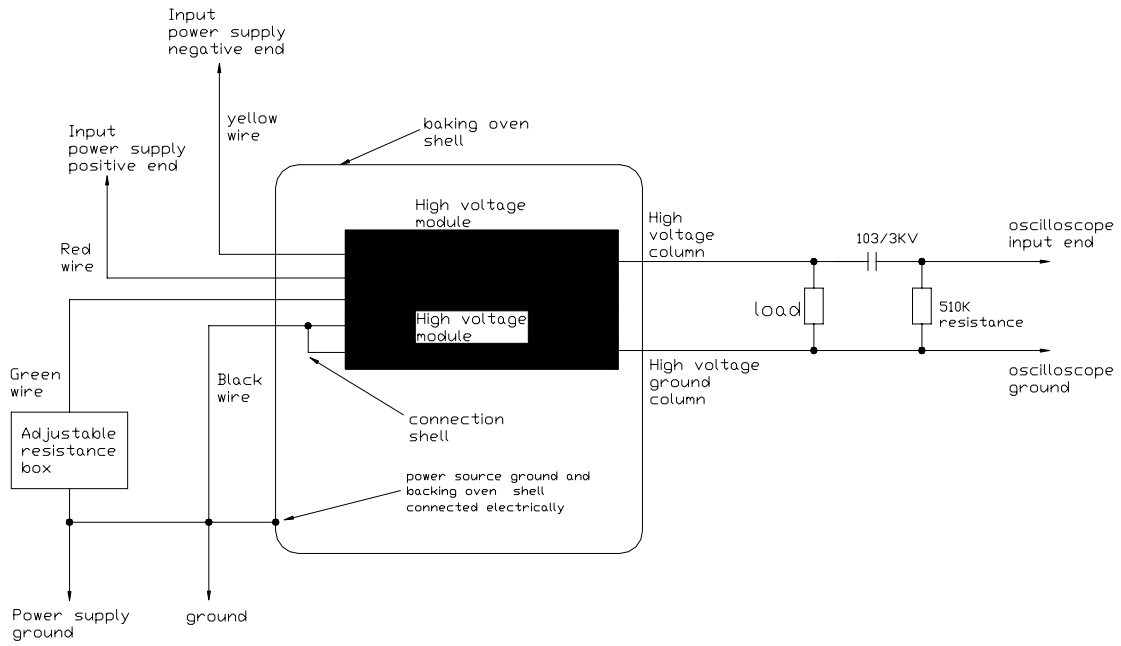 Input
power supply
negative end
yellow
wire
baking oven
shell
Input
power supply
positive end
High voltage
module
High
voltage
column
103/3KV
oscilloscope
input end
Red
wire
load
510K
resistance
High voltage
module
High voltage
ground
column
oscilloscope
ground
Green
wire
Black
wire
connection
shell
Adjustable
resistance
box
power source ground and
backing oven shell
connected electrically
Power supply
ground
ground